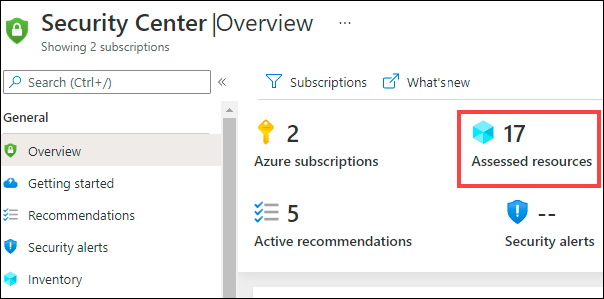 Security Center | Overview ...
Showing 2 subscriptions
Search (Ctrl+/) «
Subscriptions What's new
General
Overview
Getting started
Recommendations
Security alerts
Inventory
2
Azure subscriptions
17
Assessed resources
5
Active recommendations
--
Security alerts